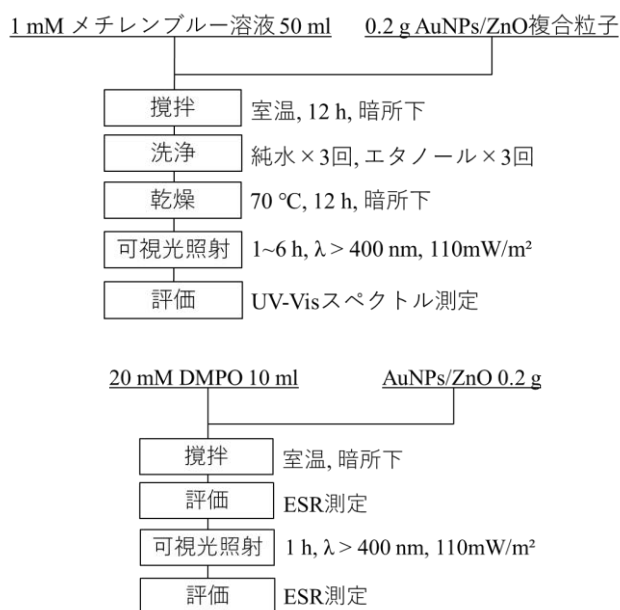 1 mM メチレンブルー溶液 50 ml 0.2 g AuNPs/ZnO複合粒子
撹拌 室温, 12 h, 暗所下
洗浄 純水×3回, エタノール×3回
乾燥 70 ℃, 12 h, 暗所下
可視光照射 1~6 h, λ > 400 nm, 110mW/m²
評価 UV-Visスペクトル測定
20 mM DMPO 10 ml AuNPs/ZnO 0.2 g
撹拌 室温, 暗所下
評価 ESR測定
可視光照射 1 h, λ > 400 nm, 110mW/m²
評価 ESR測定